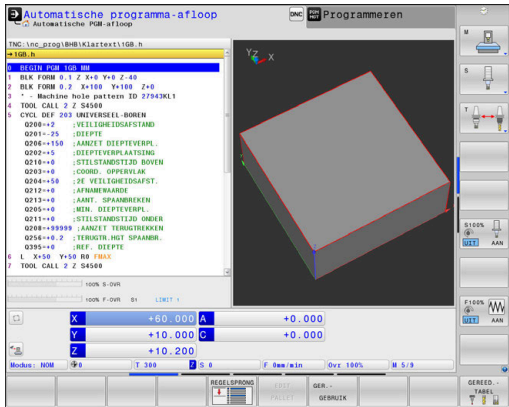 Automatische programma-afloop
DNC
PGM MGT
Programmeren
Automatische PGM-afloop
TNC:\nc_prog\BHB\Klartext\1GB.h
→1GB.h
0 BEGIN PGM 1GB MM
1 BLK FORM 0.1 Z X+0 Y+0 Z-40
2 BLK FORM 0.2 X+100 Y+100 Z+0
3 * - Machine hole pattern ID 27943KL1
4 TOOL CALL 2 Z S4500
5 CYCL DEF 203 UNIVERSEEL-BOREN
Q200=+2 ;VEILIGHEIDSAFSTAND
Q201=-25 ;DIEPTE
Q206=+150 ;AANZET DIEPTEVERPL.
Q202=+5 ;DIEPTEVERPLAATSING
Q210=+0 ;STILSTANDSTIJD BOVEN
Q203=+0 ;COORD. OPPERVLAK
Q204=+50 ;2E VEILIGHEIDSAFST.
Q212=+0 ;AFNAMEWAARDE
Q213=+0 ;AANT. SPAANBREKEN
Q205=+0 ;MIN. DIEPTEVERPL.
Q211=+0 ;STILSTANDSTIJD ONDER
Q208=+99999 ;AANZET TERUGTREKKEN
Q256=+0.2 ;TERUGTR.HGT SPAANBR.
Q395=+0 ;REF. DIEPTE
6 L X+50 Y+50 R0 FMAX
7 TOOL CALL 2 Z S4500
YZ X
M
S
T
S100%
UIT AAN
F100%
UIT AAN
100% S-OVR
100% F-OVR S1 LIMIT 1
X +60.000 A +0.000
Y +10.000 C +0.000
Z +10.200
Modus: NOM 0 T 300 Z S 0 F 0mm/min Ovr 100% M 5/9
REGELSPRONG
EDIT PALLET
GER.- GEBRUIK
GEREED.- TABEL